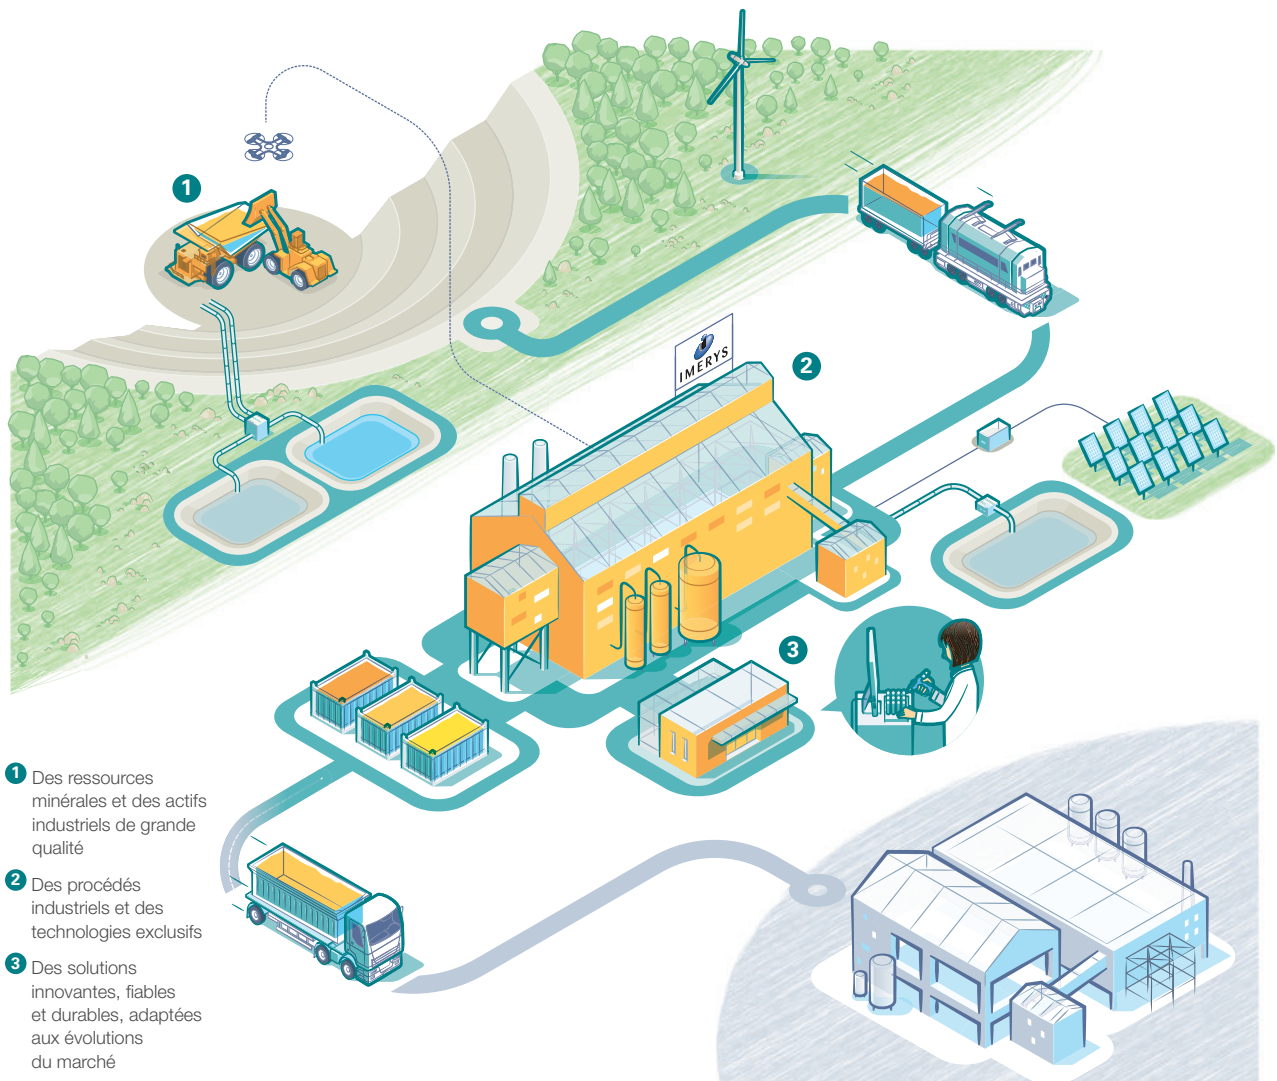 1
IMERYS
2
3
1 Des ressources
minérales et des actifs
industriels de grande
qualité
2 Des procédés
industriels et des
technologies exclusifs
3 Des solutions
innovantes, fiables
et durables, adaptées
aux évolutions
du marché